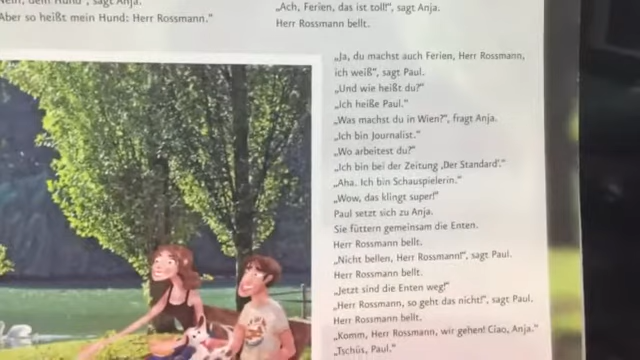 Nein, dein Hund", sagt Anja.
Aber so heißt mein Hund: Herr Rossmann."
„Ach, Ferien, das ist toll!", sagt Anja.
Herr Rossmann bellt.
„Ja, du machst auch Ferien, Herr Rossmann,
ich weiß", sagt Paul.
„Und wie heißt du?"
„Ich heiße Paul."
„Was machst du in Wien?", fragt Anja.
„Ich bin Journalist."
„Wo arbeitest du?"
„Ich bin bei der Zeitung ‚Der Standard'."
„Aha. Ich bin Schauspielerin."
„Wow, das klingt super!"
Paul setzt sich zu Anja.
Sie füttern gemeinsam die Enten.
Herr Rossmann bellt.
„Nicht bellen, Herr Rossmann!", sagt Paul.
Herr Rossmann bellt.
„Jetzt sind die Enten weg!"
„Herr Rossmann, so geht das nicht!", sagt Paul.
Herr Rossmann bellt.
„Komm, Herr Rossmann, wir gehen! Ciao, Anja."
„Tschüs, Paul."